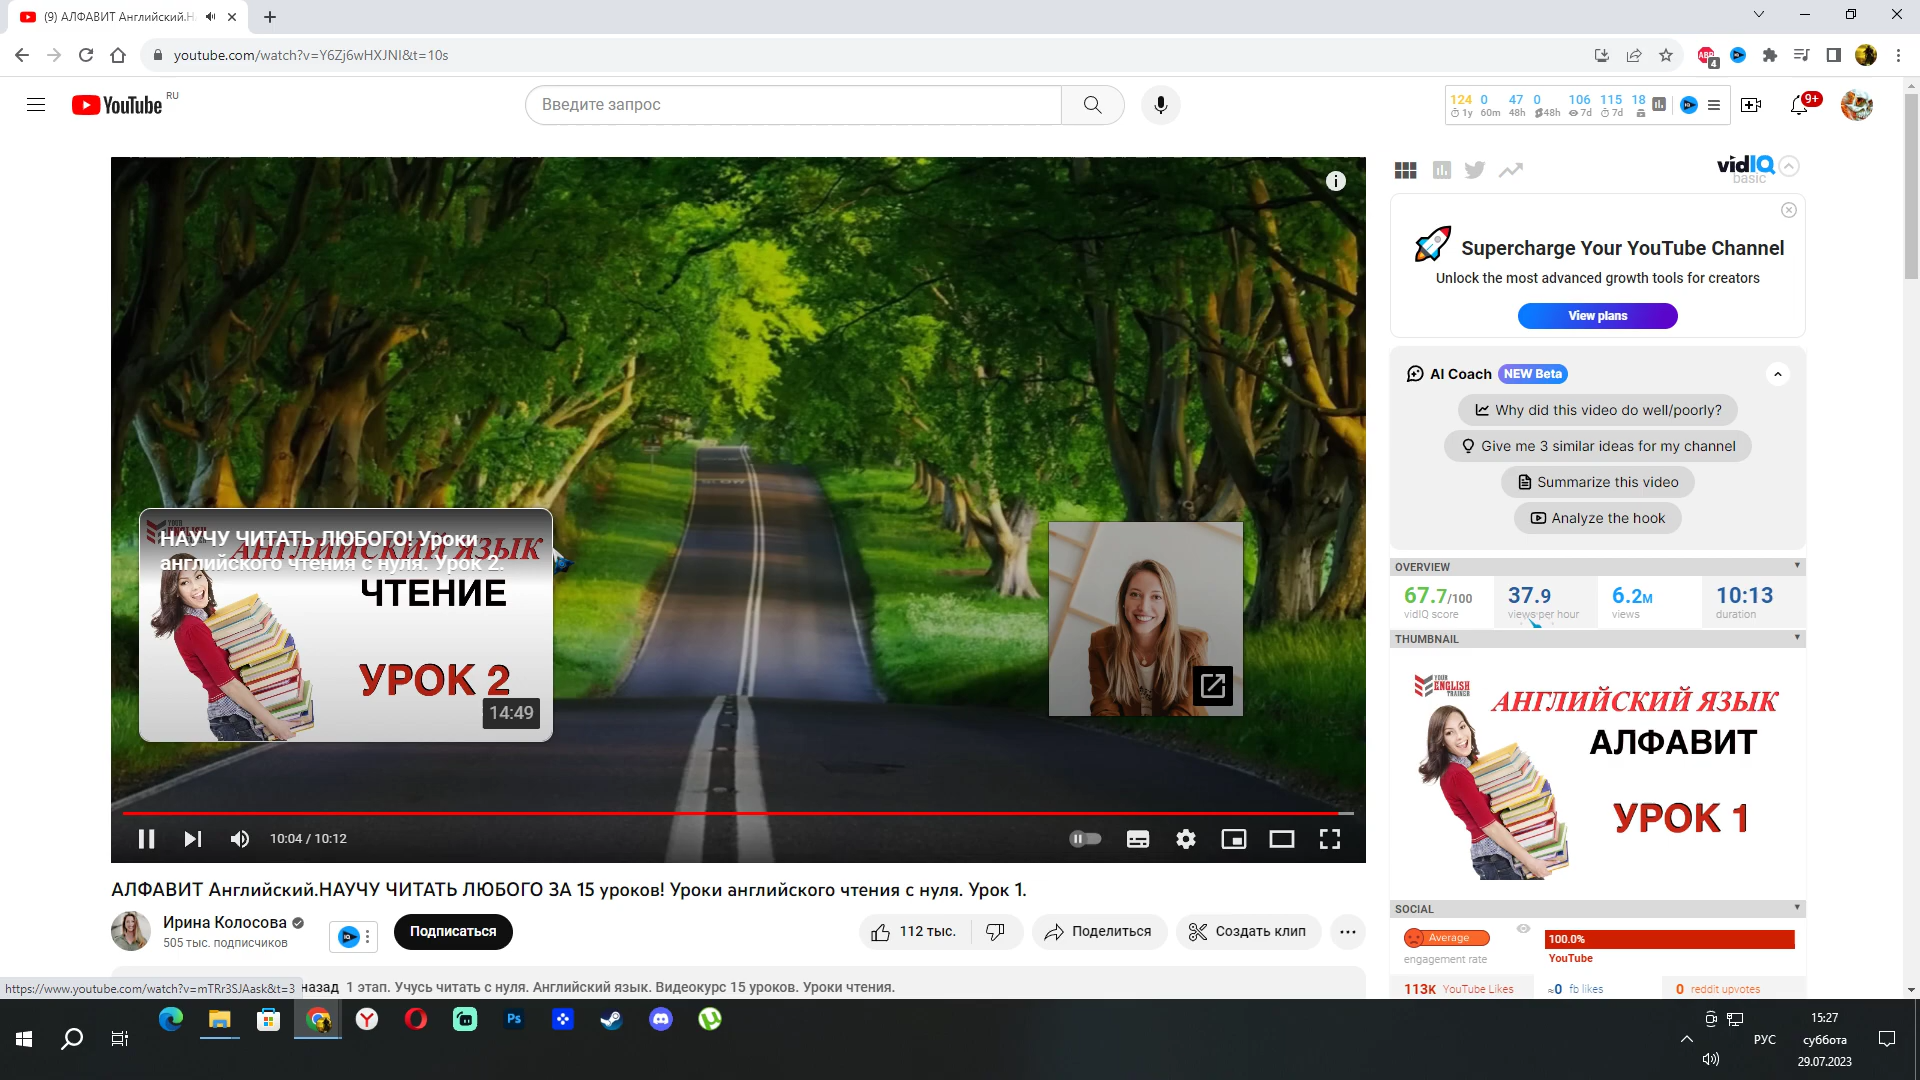 (9) АЛФАВИТ Английский.Н
youtube.com/watch?v=Y6Zj6wHXJNI&t=10s
ABP
4
YouTube
RU
Введите запрос
124 0 47 0 106 115 18
1y 60m 48h 48h 7d 7d
9+
vidIQ
basic
Supercharge Your YouTube Channel
Unlock the most advanced growth tools for creators
View plans
AI Coach NEW Beta
Why did this video do well/poorly?
Give me 3 similar ideas for my channel
Summarize this video
Analyze the hook
НАУЧУ ЧИТАТЬ ЛЮБОГО! Уроки
английского чтения с нуля. Урок 2.
АНГЛИЙСКИЙ ЯЗЫК
ЧТЕНИЕ
УРОК 2
14:49
OVERVIEW
67.7/100 37.9 6.2M 10:13
vidIQ score views per hour views duration
THUMBNAIL
YOUR ENGLISH TRAINER
АНГЛИЙСКИЙ ЯЗЫК
АЛФАВИТ
УРОК 1
10:04 / 10:12
АЛФАВИТ Английский.НАУЧУ ЧИТАТЬ ЛЮБОГО ЗА 15 уроков! Уроки английского чтения с нуля. Урок 1.
Ирина Колосова
505 тыс. подписчиков
Подписаться
112 тыс.
Поделиться
Создать клип
SOCIAL
Average
engagement rate
100.0%
YouTube
113K YouTube Likes
≈0 fb likes
0 reddit upvotes
назад 1 этап. Учусь читать с нуля. Английский язык. Видеокурс 15 уроков. Уроки чтения.
https://www.youtube.com/watch?v=mTRr3SJAask&t=3
Ps
РУС
15:27
суббота
29.07.2023